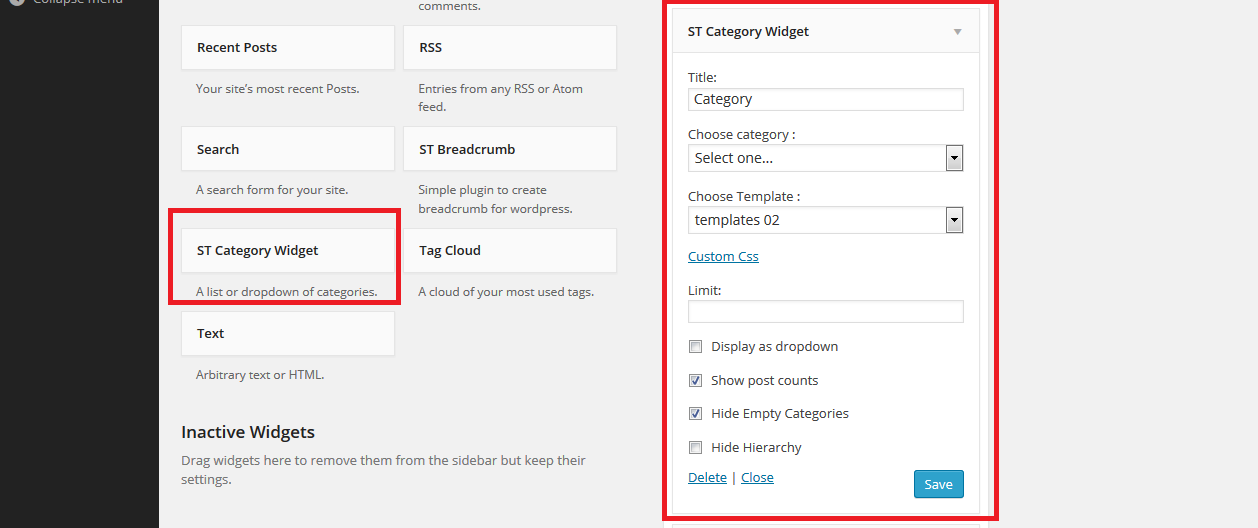 Collapse menu
comments.
Recent Posts
RSS
Your site's most recent Posts.
Entries from any RSS or Atom
feed.
Search
ST Breadcrumb
A search form for your site.
Simple plugin to create
breadcrumb for wordpress.
ST Category Widget
Tag Cloud
A list or dropdown of categories.
A cloud of your most used tags.
Text
Arbitrary text or HTML.
Inactive Widgets
Drag widgets here to remove them from the sidebar but keep their
settings.
ST Category Widget
Title:
Category
Choose category :
Select one...
Choose Template :
templates 02
Custom Css
Limit:
Display as dropdown
Show post counts
Hide Empty Categories
Hide Hierarchy
Delete | Close
Save